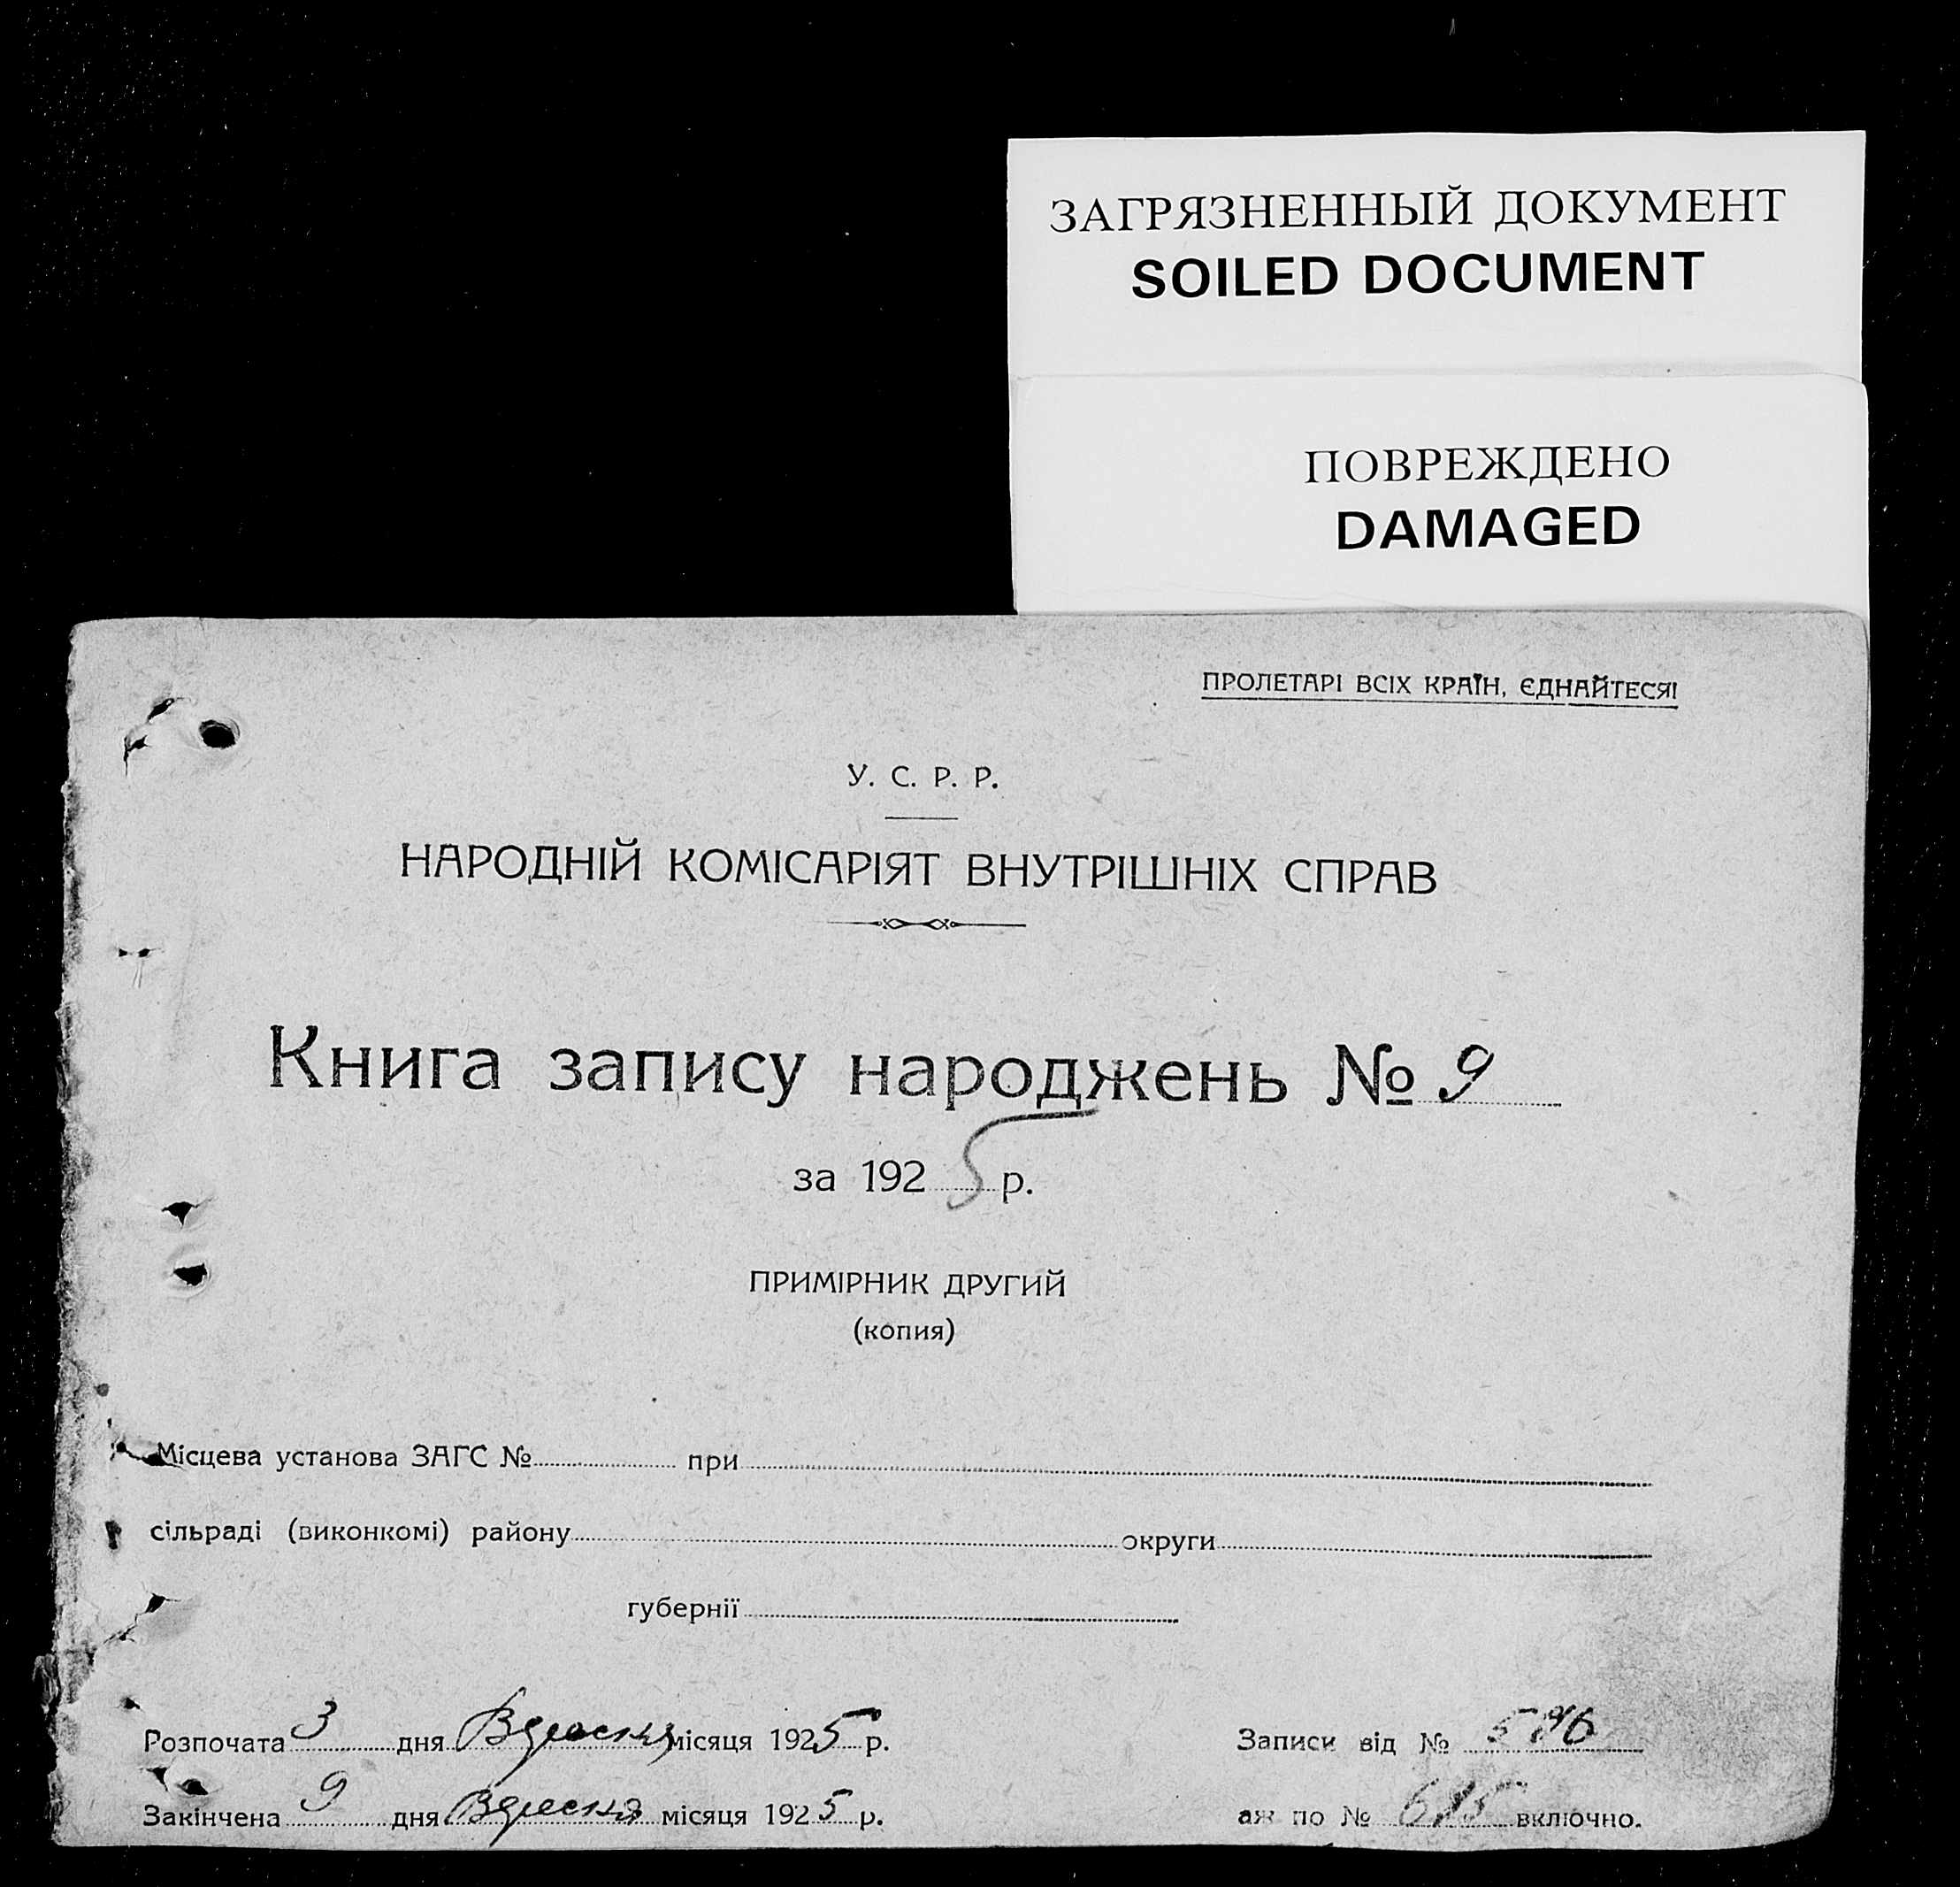 ЗАГРЯЗНЕННЫЙ ДОКУМЕНТ
SOILED DOCUMENT
ПОВРЕЖДЕНО
DAMAGED
ПРОЛЕТАРІ ВСІХ КРАЇН, ЄДНАЙТЕСЯ!
У. С. Р. Р.
НАРОДНІЙ КОМІСАРІЯТ ВНУТРІШНІХ СПРАВ
Книга запису народжень № 9
за 1925 р.
ПРИМІРНИК ДРУГИЙ
(копия)
Місцева установа ЗАГС № при
сільраді (виконкомі) району округи
губернії
Розпочата 3 дня Вересня місяця 1925 р. Записи від №
Закінчена 9 дня Вересня місяця 1925 р. аж по № включно.